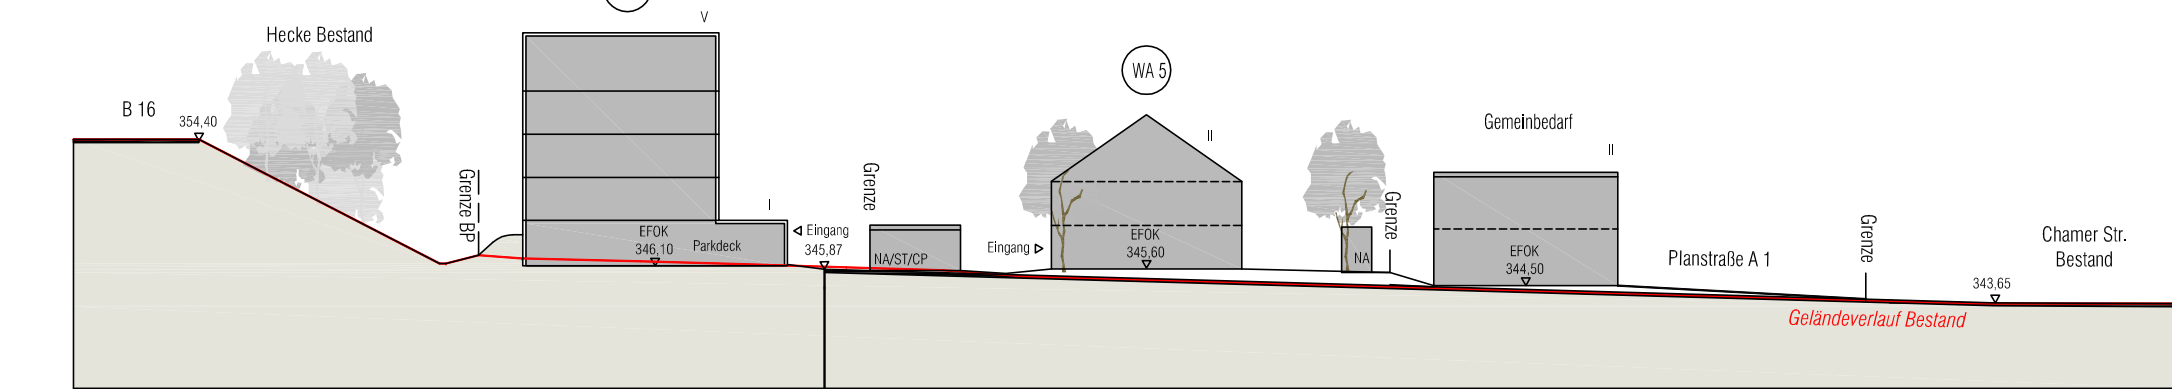 V
Hecke Bestand
WA 5
B 16
354,40
II
Gemeinbedarf
II
Grenze BP
I
Grenze
Grenze
Grenze
EFOK
346,10
Parkdeck
Eingang
345,87
NA/ST/CP
Eingang
EFOK
345,60
NA
EFOK
344,50
Planstraße A 1
Chamer Str.
Bestand
343,65
Geländeverlauf Bestand